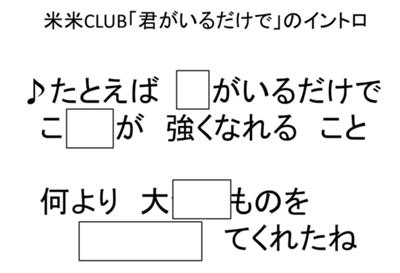 米米CLUB「君がいるだけで」のイントロ
♪たとえば がいるだけで
こ が 強くなれる こと
何より 大 ものを
てくれたね